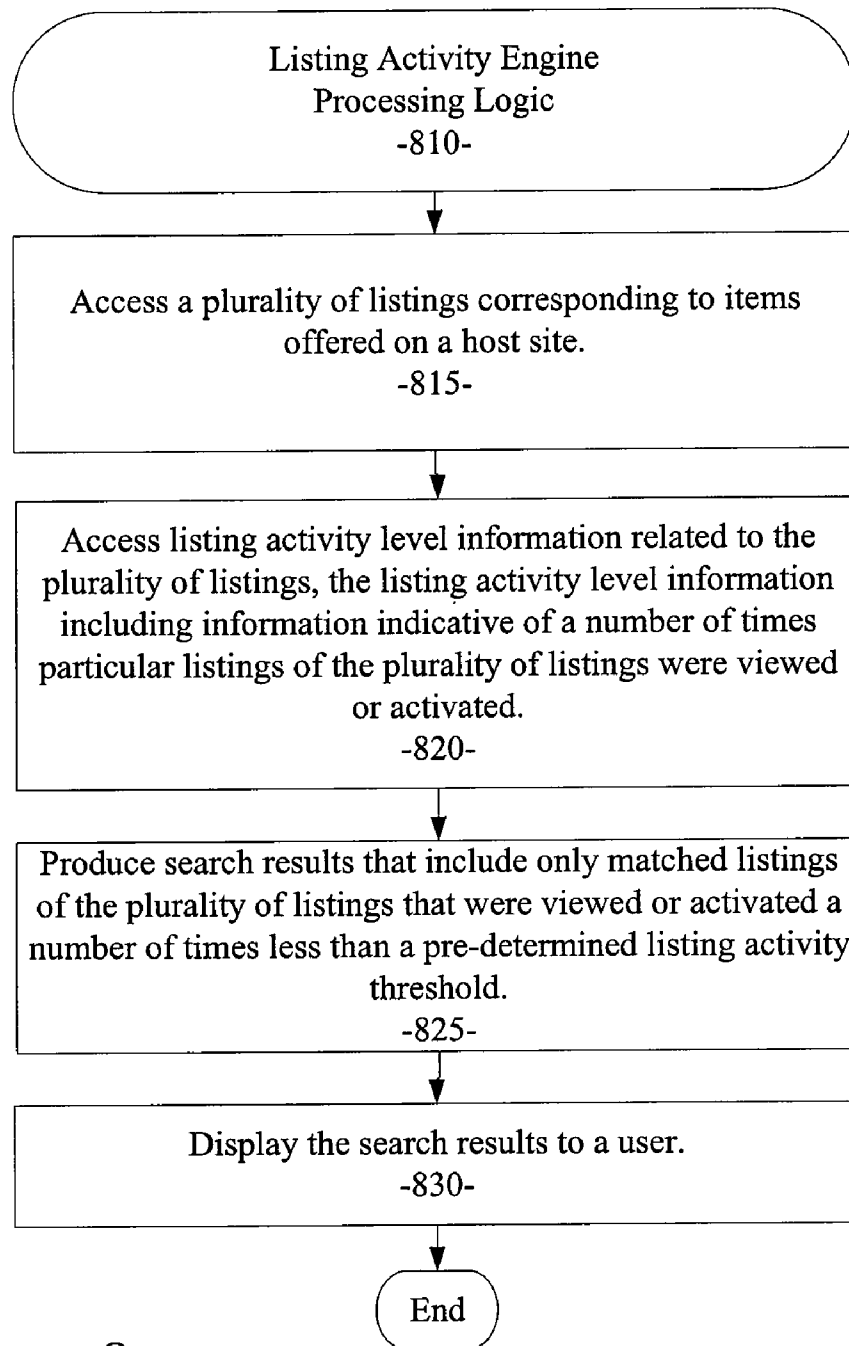 Listing Activity Engine
Processing Logic
-810-
Access a plurality of listings corresponding to items
offered on a host site.
-815-
Access listing activity level information related to the
plurality of listings, the listing activity level information
including information indicative of a number of times
particular listings of the plurality of listings were viewed
or activated.
-820-
Produce search results that include only matched listings
of the plurality of listings that were viewed or activated a
number of times less than a pre-determined listing activity
threshold.
-825-
Display the search results to a user.
-830-
End